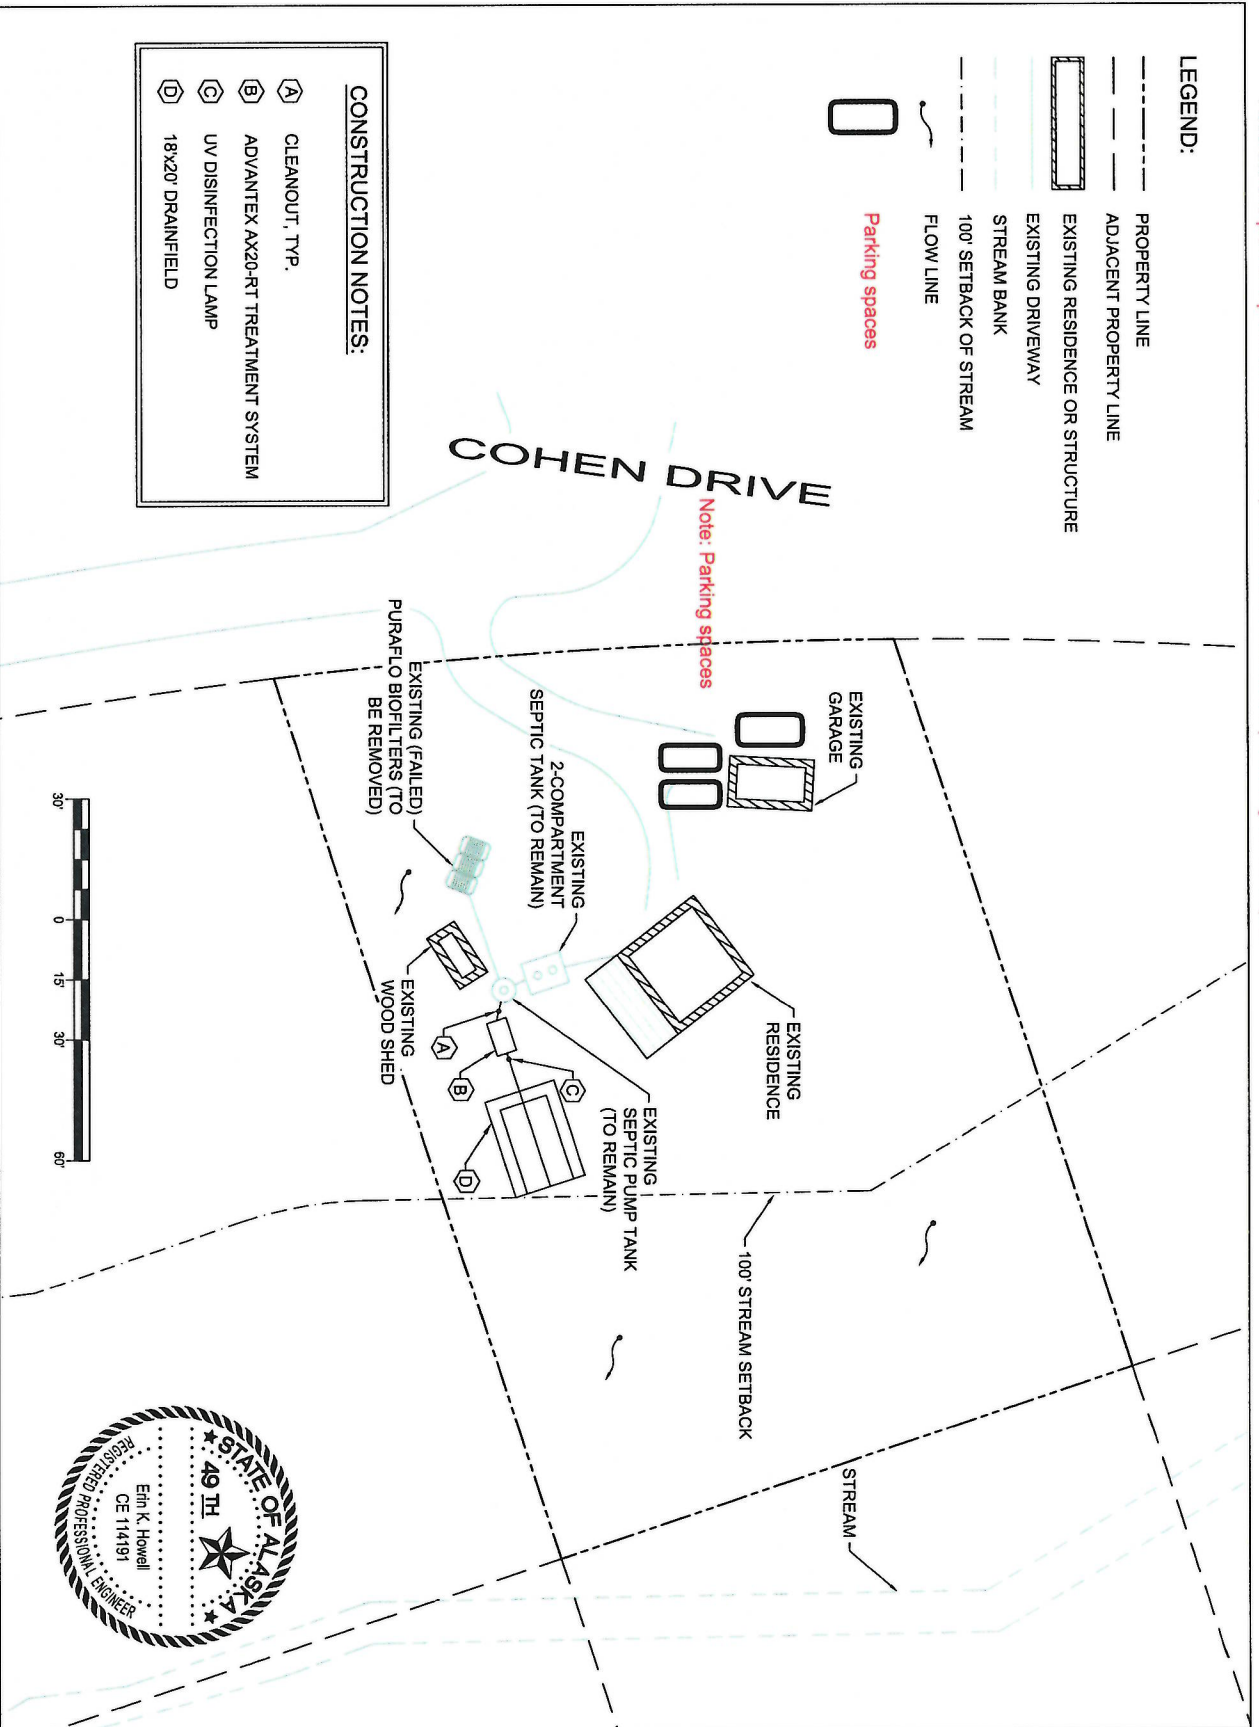 LEGEND:
PROPERTY LINE
ADJACENT PROPERTY LINE
EXISTING RESIDENCE OR STRUCTURE
EXISTING DRIVEWAY
STREAM BANK
100' SETBACK OF STREAM
FLOW LINE
Parking spaces
CONSTRUCTION NOTES:
A CLEANOUT, TYP.
B ADVANTEX AX20-RT TREATMENT SYSTEM
C UV DISINFECTION LAMP
D 18'x20' DRAINFIELD
COHEN DRIVE
Note: Parking spaces
EXISTING
GARAGE
EXISTING
2-COMPARTMENT
SEPTIC TANK (TO REMAIN)
EXISTING (FAILED)
PURAFLO BIOFILTERS (TO
BE REMOVED)
EXISTING
RESIDENCE
EXISTING
WOOD SHED
EXISTING
SEPTIC PUMP TANK
(TO REMAIN)
A
B
C
D
100' STREAM SETBACK
STREAM
30' 0 15' 30' 60'
STATE OF ALASKA
49 TH
Erin K. Howell
CE 114191
REGISTERED PROFESSIONAL ENGINEER